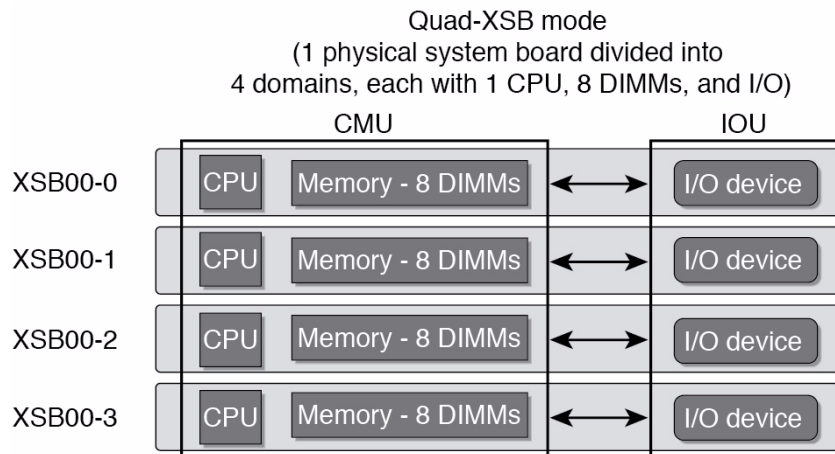 Quad-XSB mode
(1 physical system board divided into
4 domains, each with 1 CPU, 8 DIMMs, and I/O)
CMU IOU
XSB00-0 CPU Memory - 8 DIMMs I/O device
XSB00-1 CPU Memory - 8 DIMMs I/O device
XSB00-2 CPU Memory - 8 DIMMs I/O device
XSB00-3 CPU Memory - 8 DIMMs I/O device